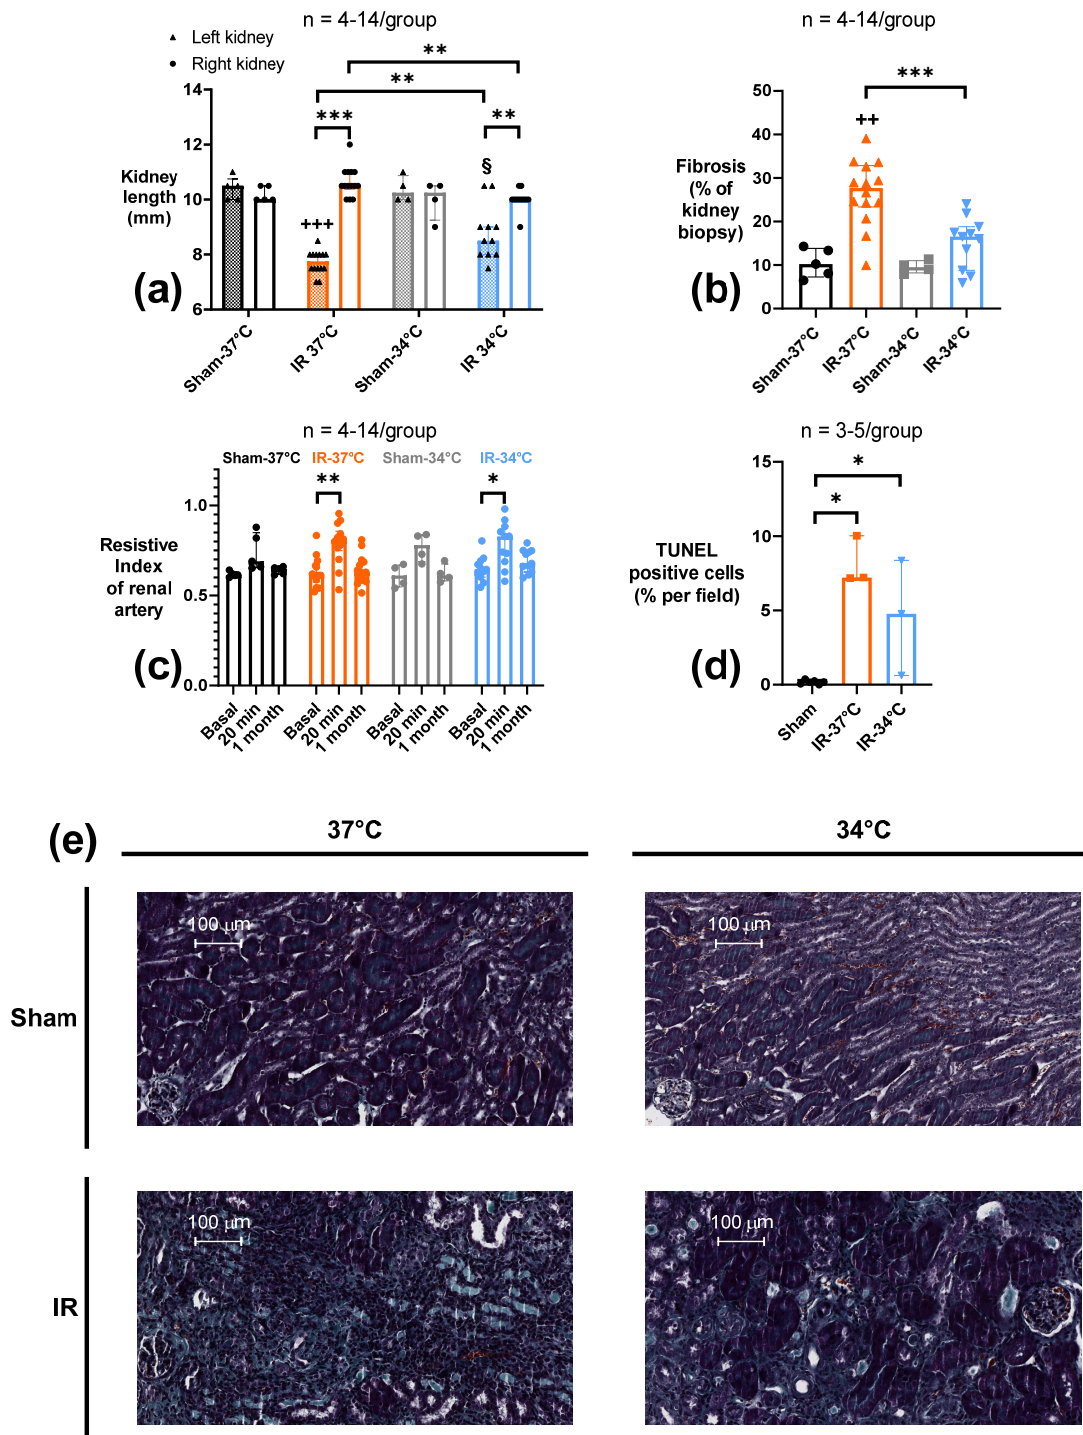 n = 4-14/group
▲ Left kidney
● Right kidney
**
**
***
**
14
12
10
8
6
Kidney
length
(mm)
+++
§
(a)
Sham-37°C
IR 37°C
Sham-34°C
IR 34°C
n = 4-14/group
***
++
50
40
30
20
10
0
Fibrosis
(% of
kidney
biopsy)
(b)
Sham-37°C
IR-37°C
Sham-34°C
IR-34°C
n = 4-14/group
Sham-37°C IR-37°C Sham-34°C IR-34°C
**
*
1.0
0.5
0.0
Resistive
Index
of renal
artery
(c)
Basal
20 min
1 month
Basal
20 min
1 month
Basal
20 min
1 month
Basal
20 min
1 month
n = 3-5/group
*
*
15
10
5
0
TUNEL
positive cells
(% per field)
(d)
Sham
IR-37°C
IR-34°C
(e)
37°C
34°C
Sham
100 µm
100 µm
IR
100 µm
100 µm